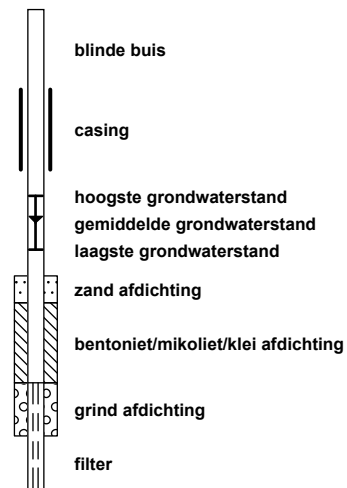 blinde buis
casing
hoogste grondwaterstand
gemiddelde grondwaterstand
laagste grondwaterstand
zand afdichting
bentoniet/mikoliet/klei afdichting
grind afdichting
filter